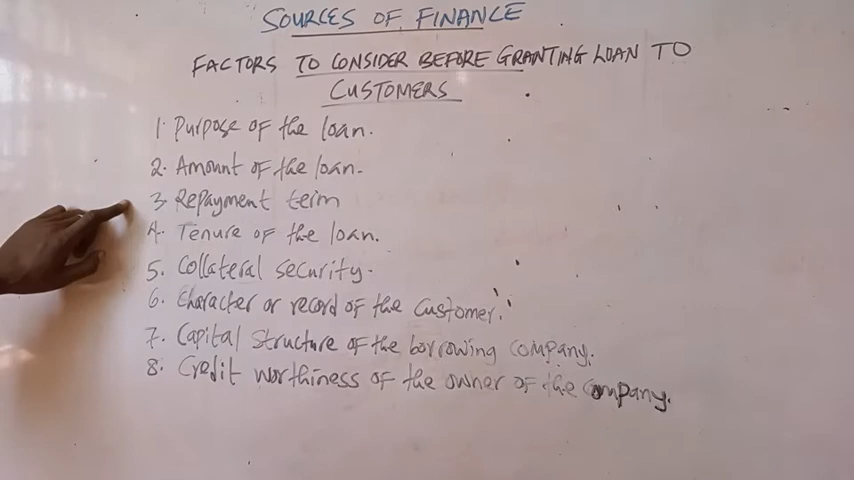 SOURCES OF FINANCE
FACTORS TO CONSIDER BEFORE GRANTING LOAN TO
CUSTOMERS
1. Purpose of the loan.
2. Amount of the loan.
3. Repayment term
4. Tenure of the loan.
5. Collateral security.
6. Character or record of the customer.
7. Capital structure of the borrowing company.
8. Credit worthiness of the owner of the company.